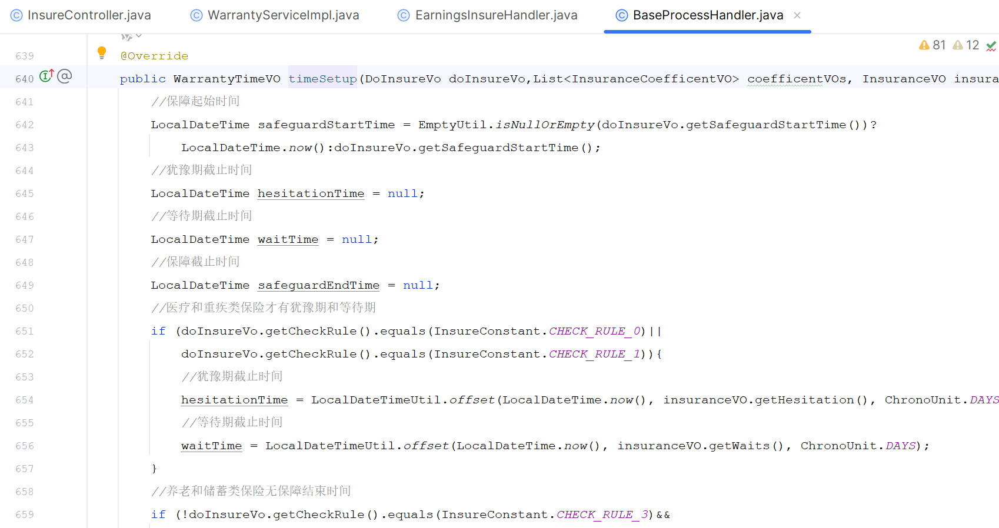 InsureController.java WarrantyServiceImpl.java EarningsInsureHandler.java BaseProcessHandler.java
81 12
639 @Override
640 public WarrantyTimeVO timeSetup(DoInsureVo doInsureVo,List<InsuranceCoefficentVO> coefficentVOs, InsuranceVO insura
641 //保障起始时间
642 LocalDateTime safeguardStartTime = EmptyUtil.isNullOrEmpty(doInsureVo.getSafeguardStartTime())?
643 LocalDateTime.now():doInsureVo.getSafeguardStartTime();
644 //犹豫期截止时间
645 LocalDateTime hesitationTime = null;
646 //等待期截止时间
647 LocalDateTime waitTime = null;
648 //保障截止时间
649 LocalDateTime safeguardEndTime = null;
650 //医疗和重疾类保险才有犹豫期和等待期
651 if (doInsureVo.getCheckRule().equals(InsureConstant.CHECK_RULE_0)||
652 doInsureVo.getCheckRule().equals(InsureConstant.CHECK_RULE_1)){
653 //犹豫期截止时间
654 hesitationTime = LocalDateTimeUtil.offset(LocalDateTime.now(), insuranceVO.getHesitation(), ChronoUnit.DAYS
655 //等待期截止时间
656 waitTime = LocalDateTimeUtil.offset(LocalDateTime.now(), insuranceVO.getWaits(), ChronoUnit.DAYS);
657 }
658 //养老和储蓄类保险无保障结束时间
659 if (!doInsureVo.getCheckRule().equals(InsureConstant.CHECK_RULE_3)&&